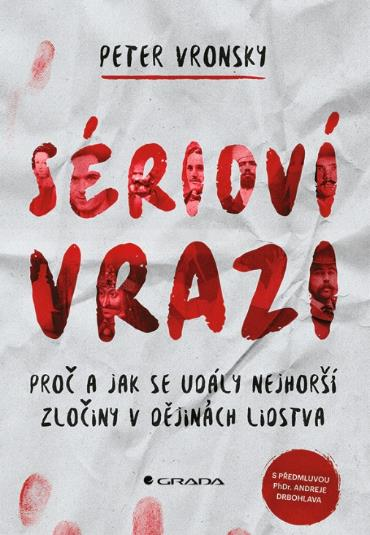 PETER VRONSKY
SÉRIOVÍ
VRAZI
PROČ A JAK SE UDÁLY NEJHORŠÍ
ZLOČINY V DĚJINÁCH LIDSTVA
GRADA
S PŘEDMLUVOU
PhDr. ANDREJE
DRBOHLAVA